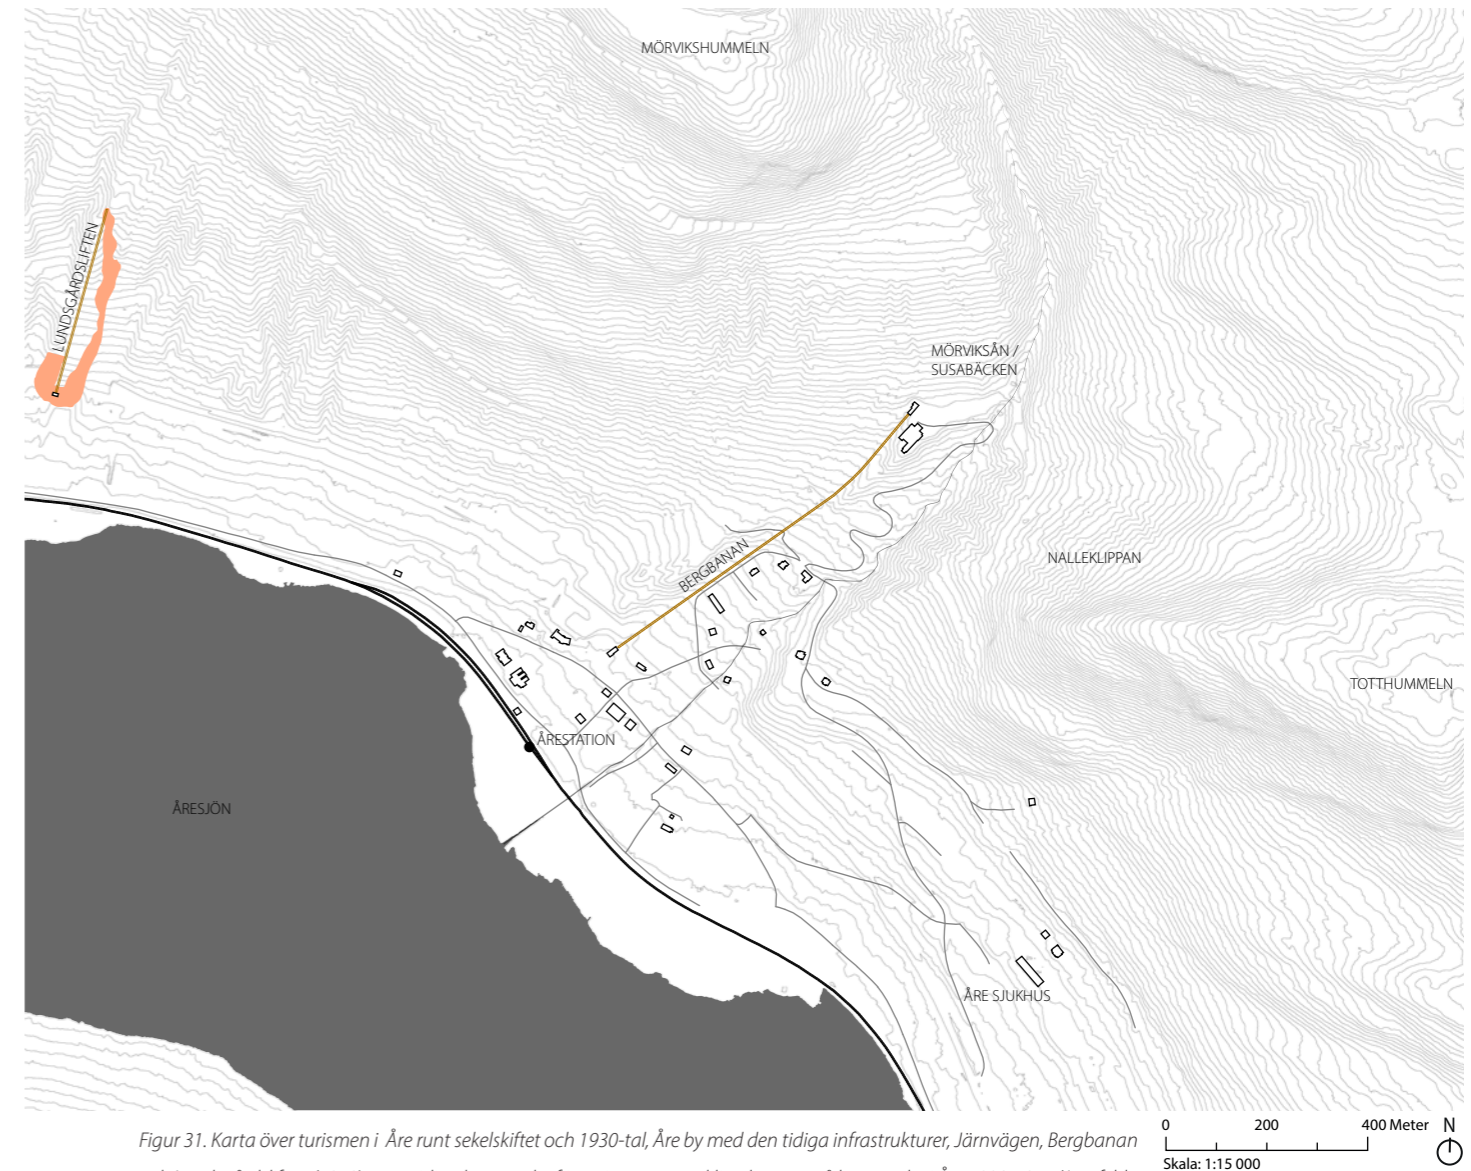 MÖRVIKSHUMMELN
LUNDSGÅRDSLIFTEN
MÖRVIKSÅN /
SUSABÄCKEN
BERGBANAN
NALLEKLIPPAN
TOTTHUMMELN
ÅRESTATION
ÅRESJÖN
ÅRE SJUKHUS
Figur 31. Karta över turismen i Åre runt sekelskiftet och 1930-tal, Åre by med den tidiga infrastrukturer, Järnvägen, Bergbanan
0 200 400 Meter N
Skala: 1:15 000